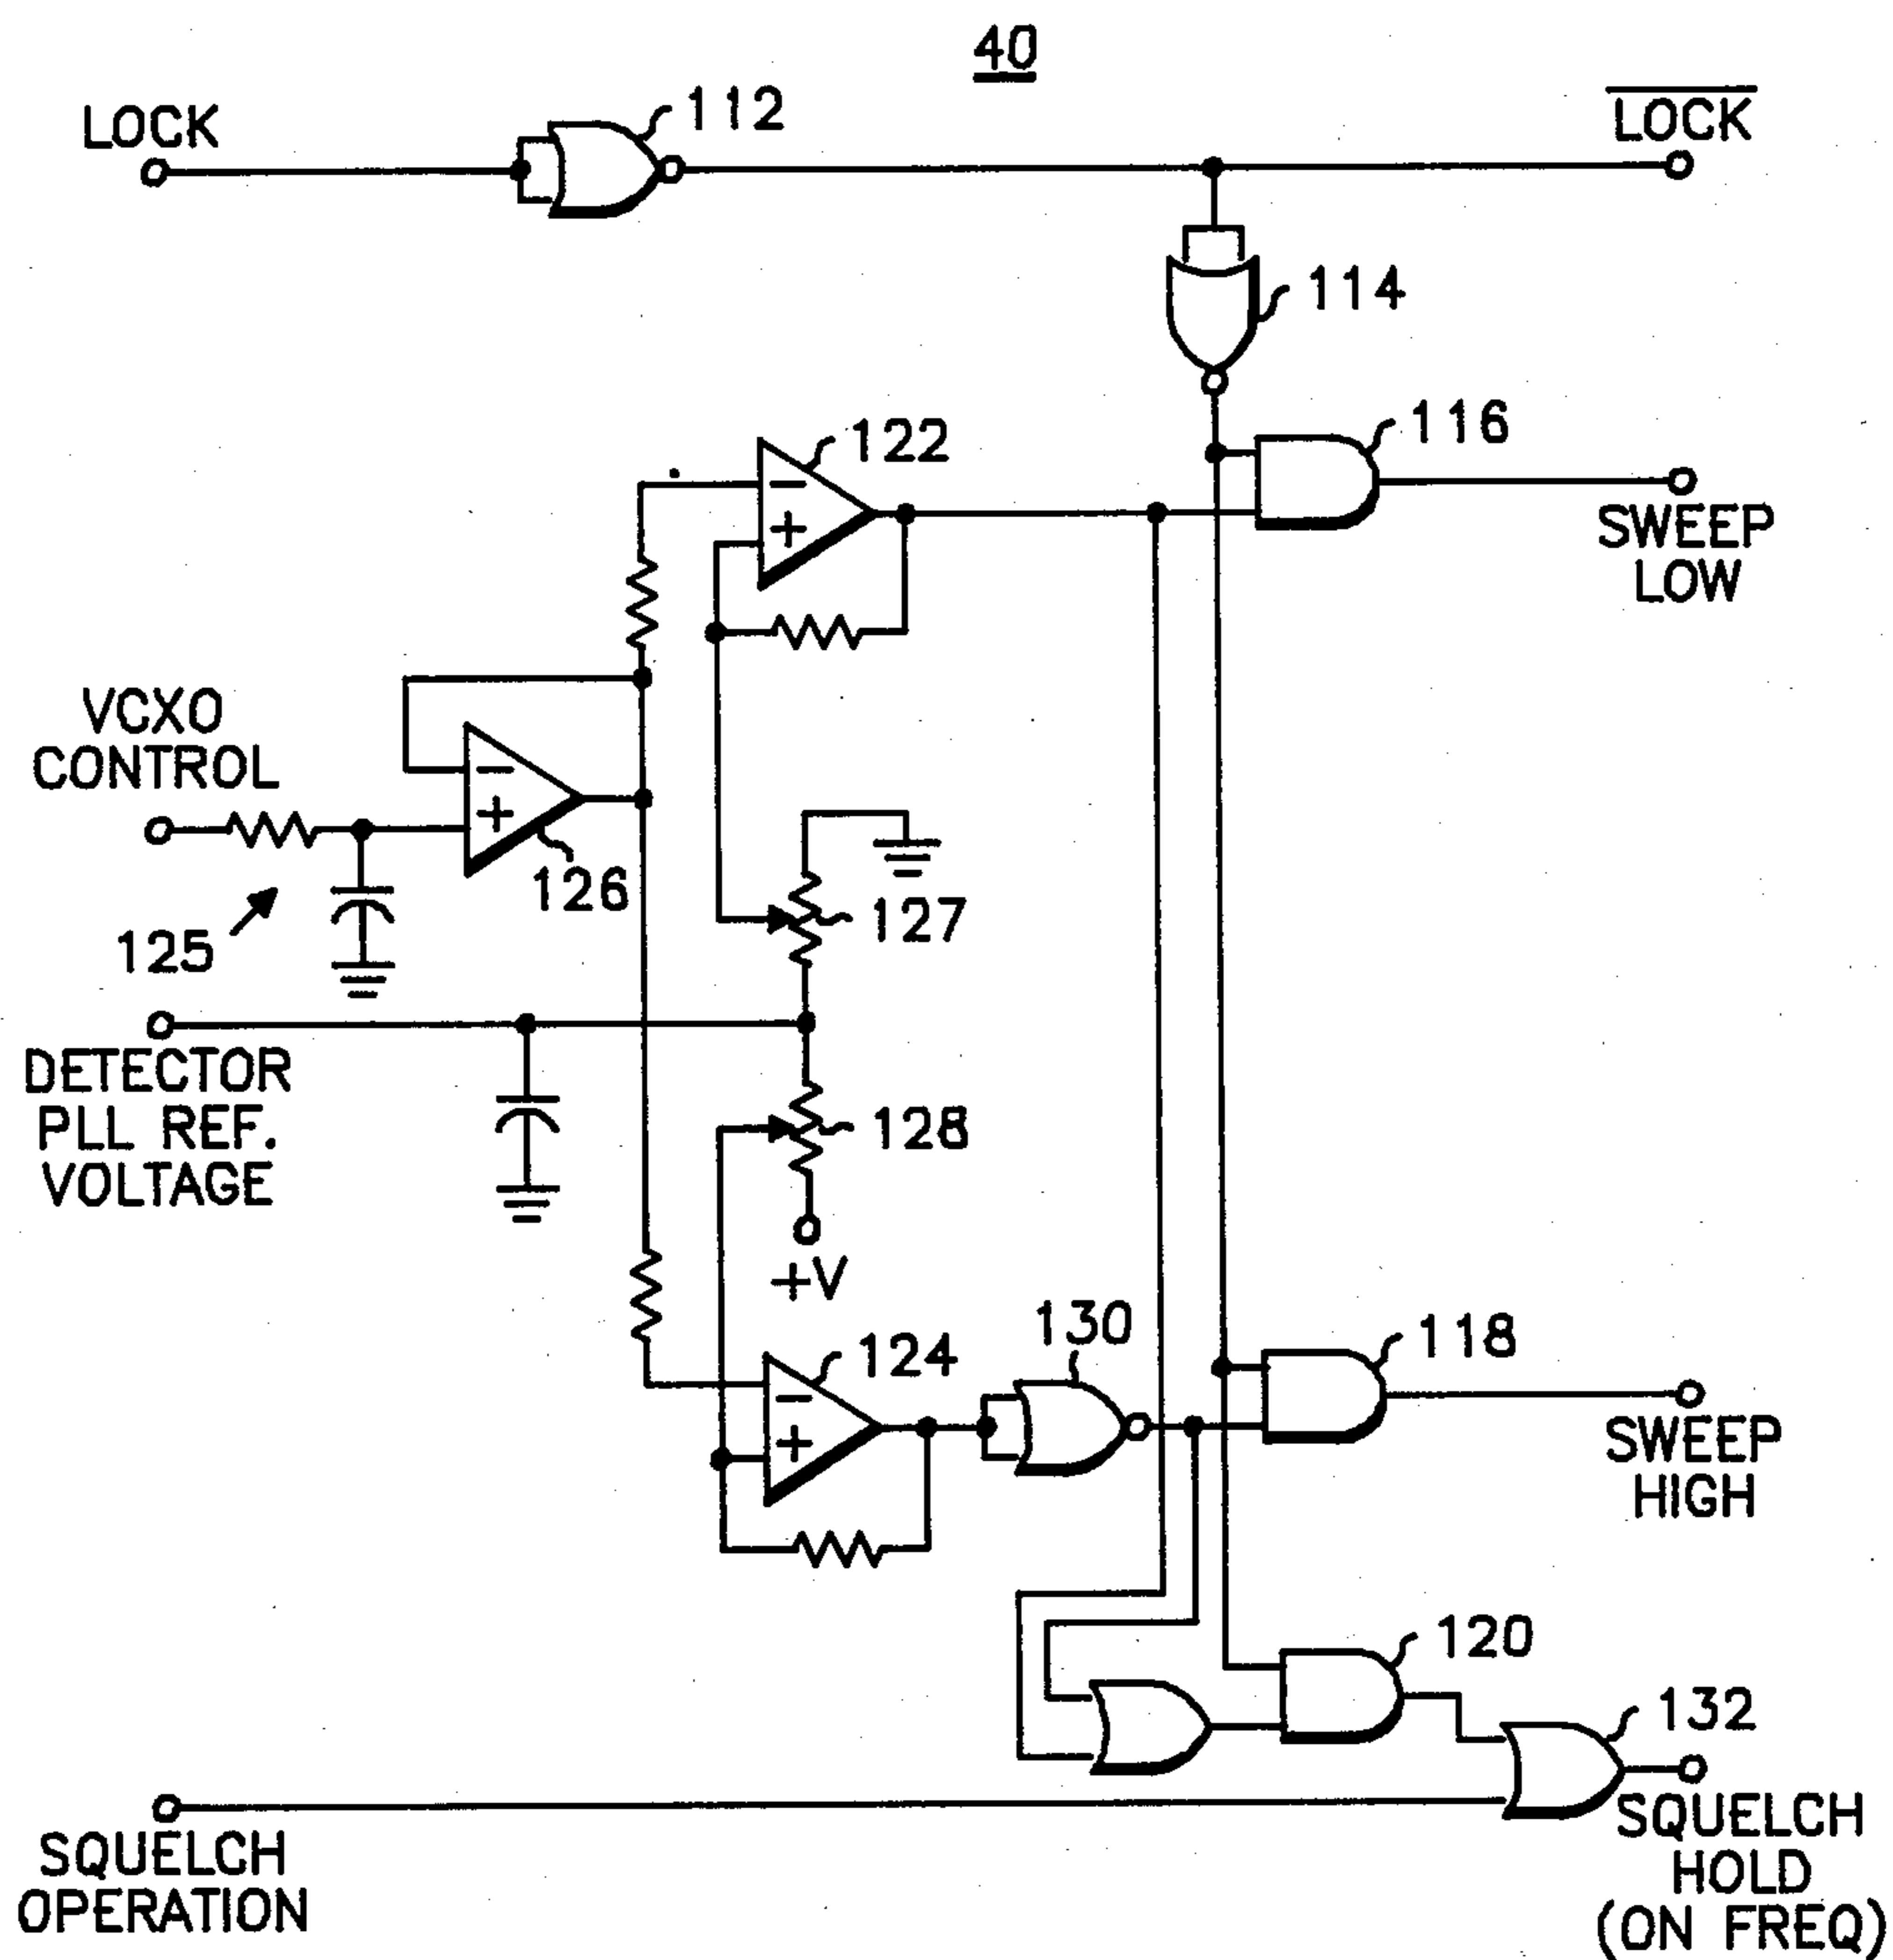 40
LOCK
112
LOCK
114
116
SWEEP
LOW
122
−
+
VCXO
CONTROL
−
+
126
125
127
DETECTOR
PLL REF.
VOLTAGE
128
+V
130
118
124
−
+
SWEEP
HIGH
120
132
SQUELCH
OPERATION
SQUELCH
HOLD
(ON FREQ)